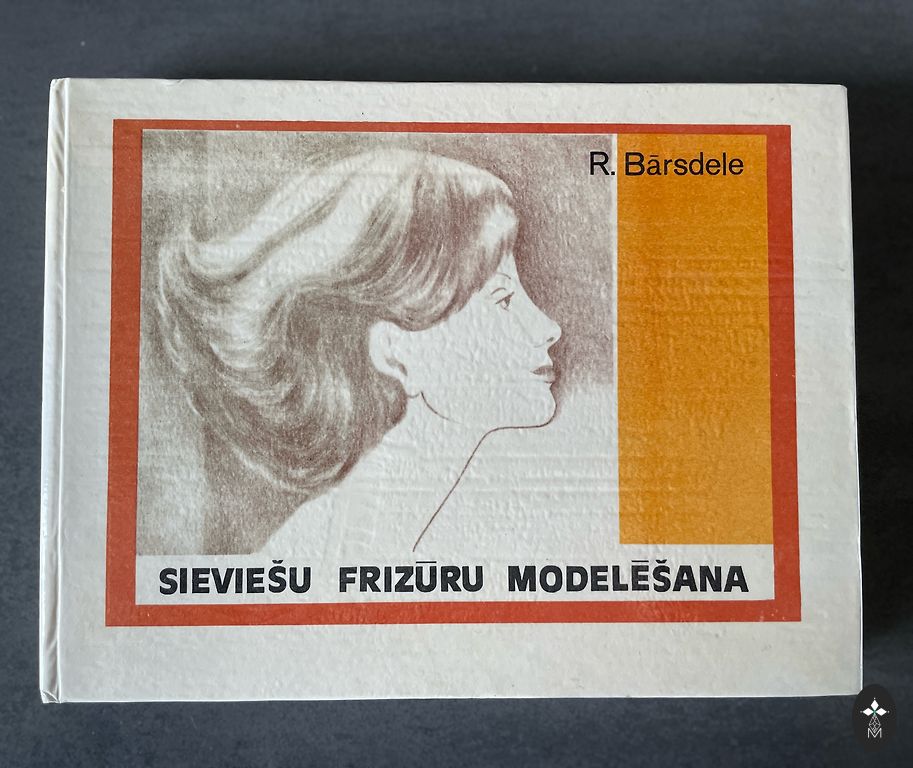 R. Bārsdele
SIEVIEŠU FRIZŪRU MODELĒŠANA
M